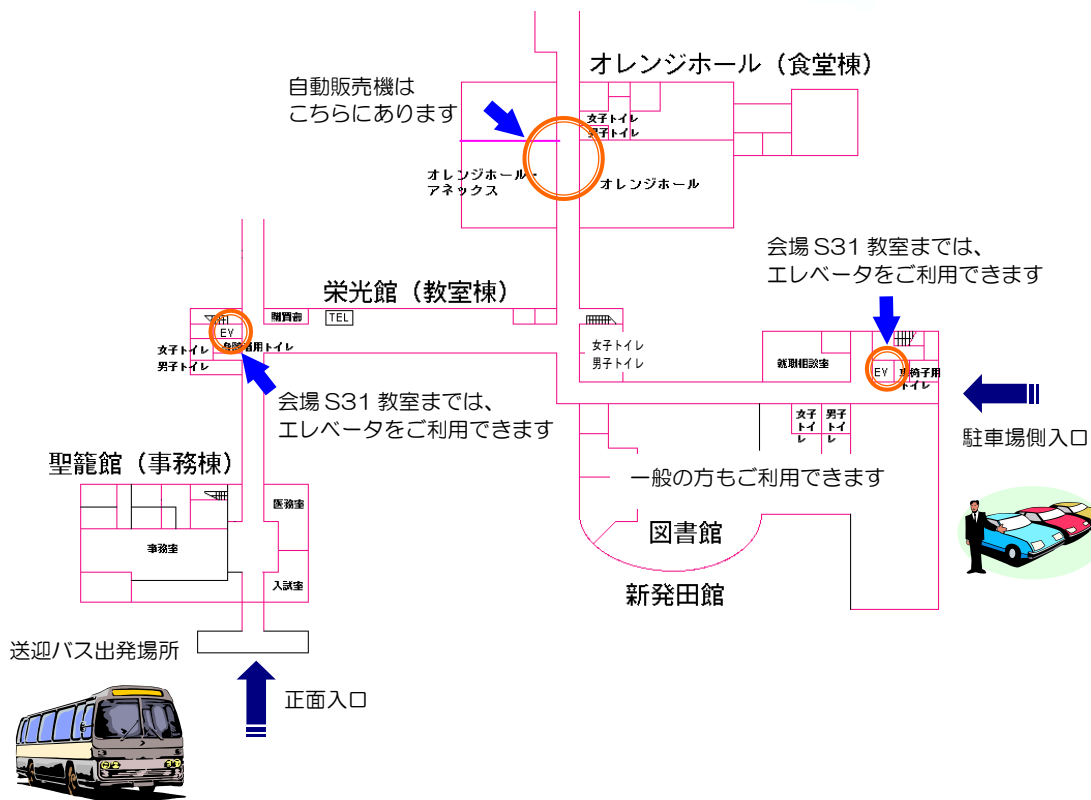 オレンジホール（食堂棟）
自動販売機は
こちらにあります
女子トイレ
男子トイレ
オレンジホール・
アネックス
オレンジホール
会場 S31 教室までは、
エレベータをご利用できます
栄光館（教室棟）
購買書
TEL
EV
女子トイレ
男子トイレ
女子トイレ
男子トイレ
就職相談室
EV
車椅子用
トイレ
会場 S31 教室までは、
エレベータをご利用できます
女子
トイ
レ
男子
トイ
レ
駐車場側入口
聖籠館（事務棟）
一般の方もご利用できます
医務室
事務室
図書館
入試室
新発田館
送迎バス出発場所
正面入口